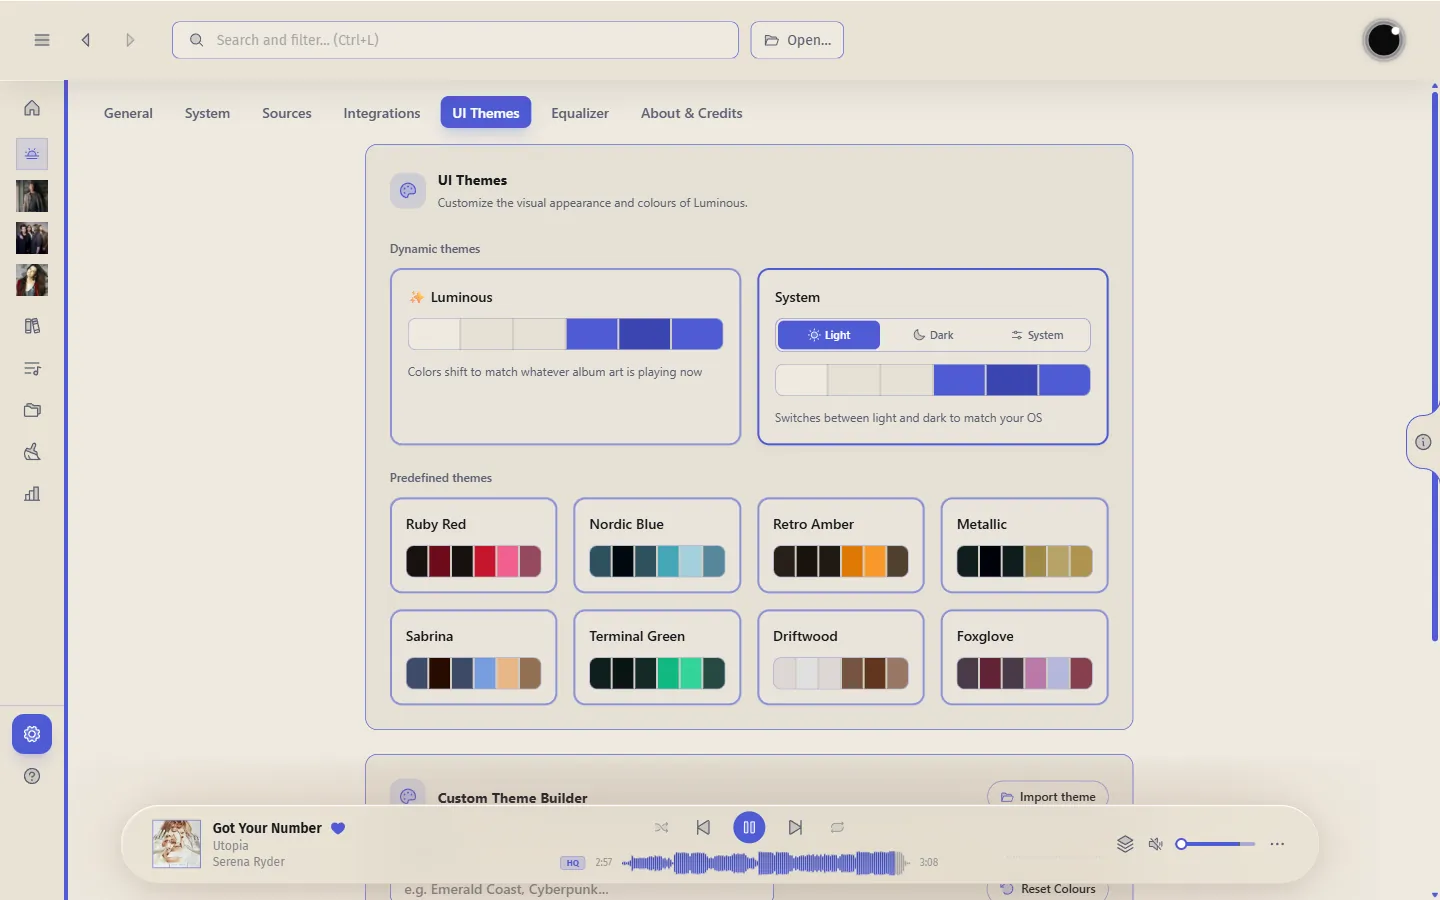 Search and filter... (Ctrl+L)
Open...
General
System
Sources
Integrations
UI Themes
Equalizer
About & Credits
UI Themes
Customize the visual appearance and colours of Luminous.
Dynamic themes
Luminous
Colors shift to match whatever album art is playing now
System
Light
Dark
System
Switches between light and dark to match your OS
Predefined themes
Ruby Red
Nordic Blue
Retro Amber
Metallic
Sabrina
Terminal Green
Driftwood
Foxglove
Custom Theme Builder
Import theme
Got Your Number
Utopia
Serena Ryder
HQ
2:57
3:08
e.g. Emerald Coast, Cyberpunk...
Reset Colours